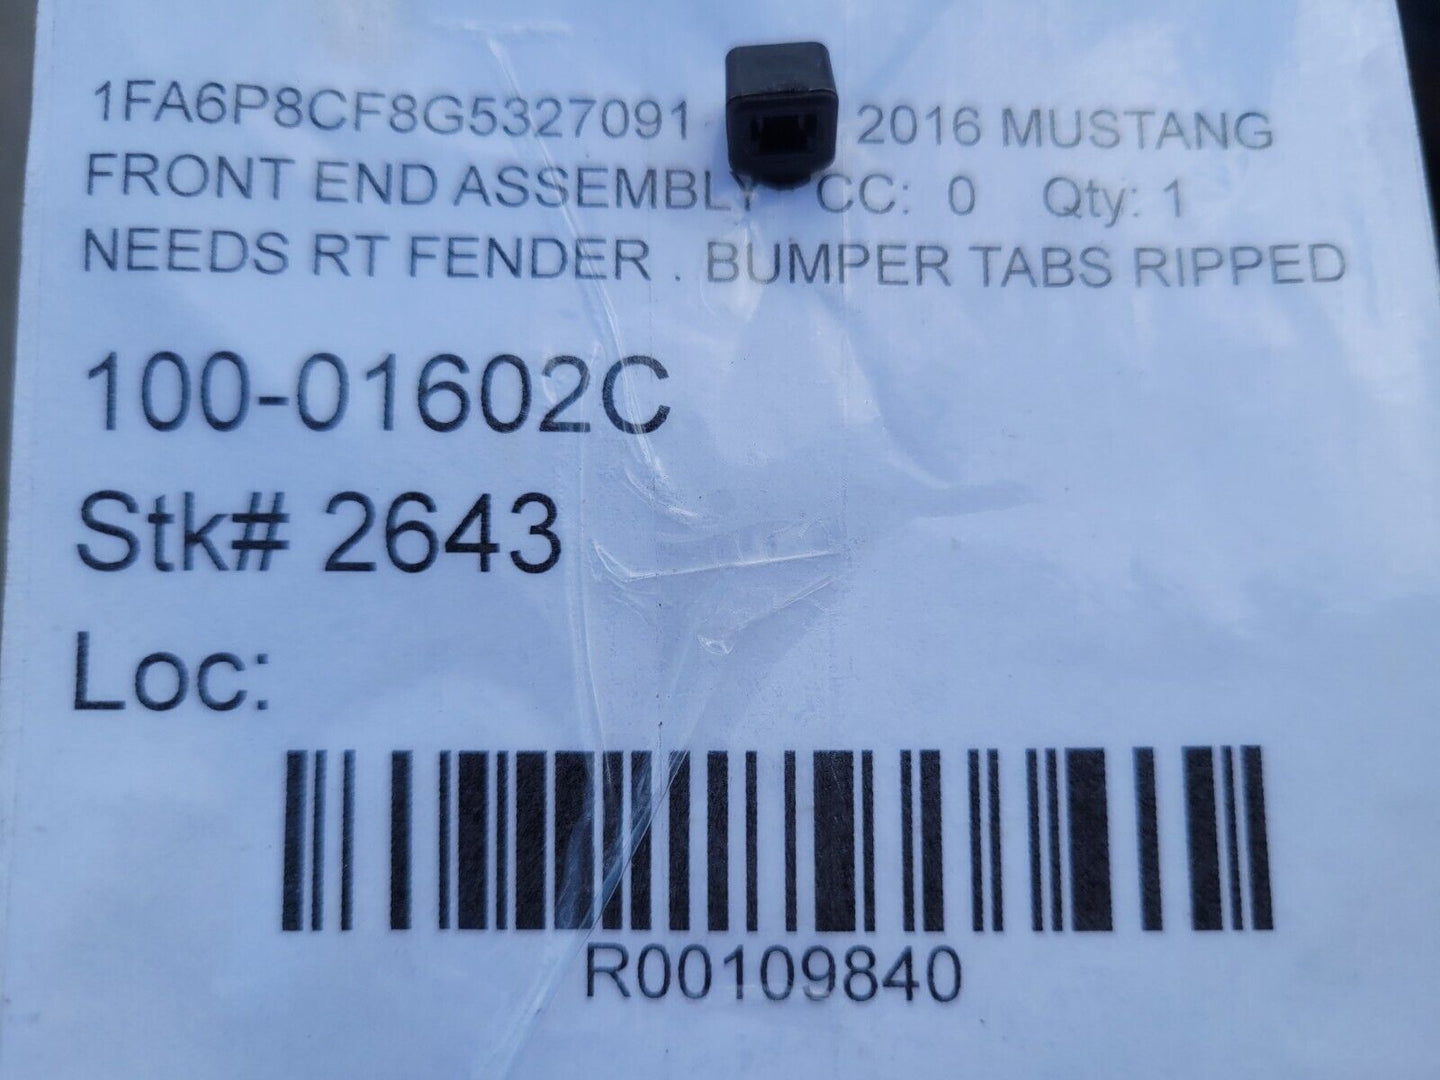 1FA6P8CF8G5327091 2016 MUSTANG
FRONT END ASSEMBLY CC: 0 Qty: 1
NEEDS RT FENDER . BUMPER TABS RIPPED
100-01602C
Stk# 2643
Loc:
R00109840